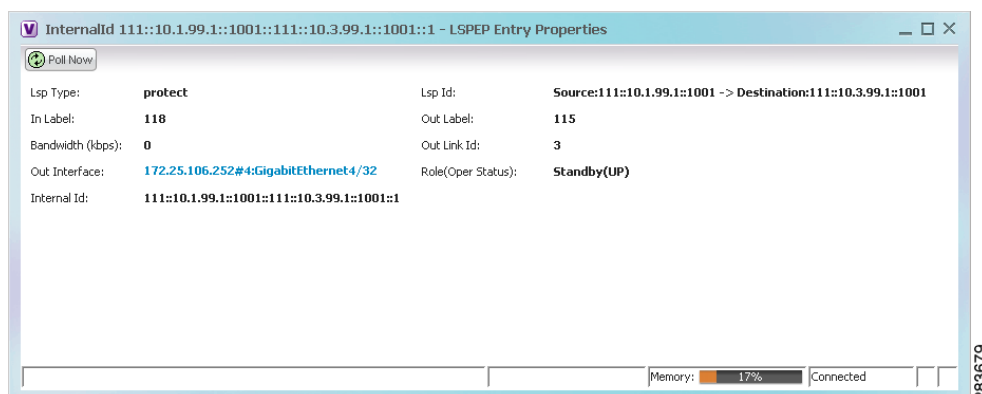 V InternalId 111::10.1.99.1::1001::111::10.3.99.1::1001::1 - LSPEP Entry Properties
Poll Now
Lsp Type: protect Lsp Id: Source:111::10.1.99.1::1001 -> Destination:111::10.3.99.1::1001
In Label: 118 Out Label: 115
Bandwidth (kbps): 0 Out Link Id: 3
Out Interface: 172.25.106.252#4:GigabitEthernet4/32 Role(Oper Status): Standby(UP)
Internal Id: 111::10.1.99.1::1001::111::10.3.99.1::1001::1
Memory: 17% Connected
283679